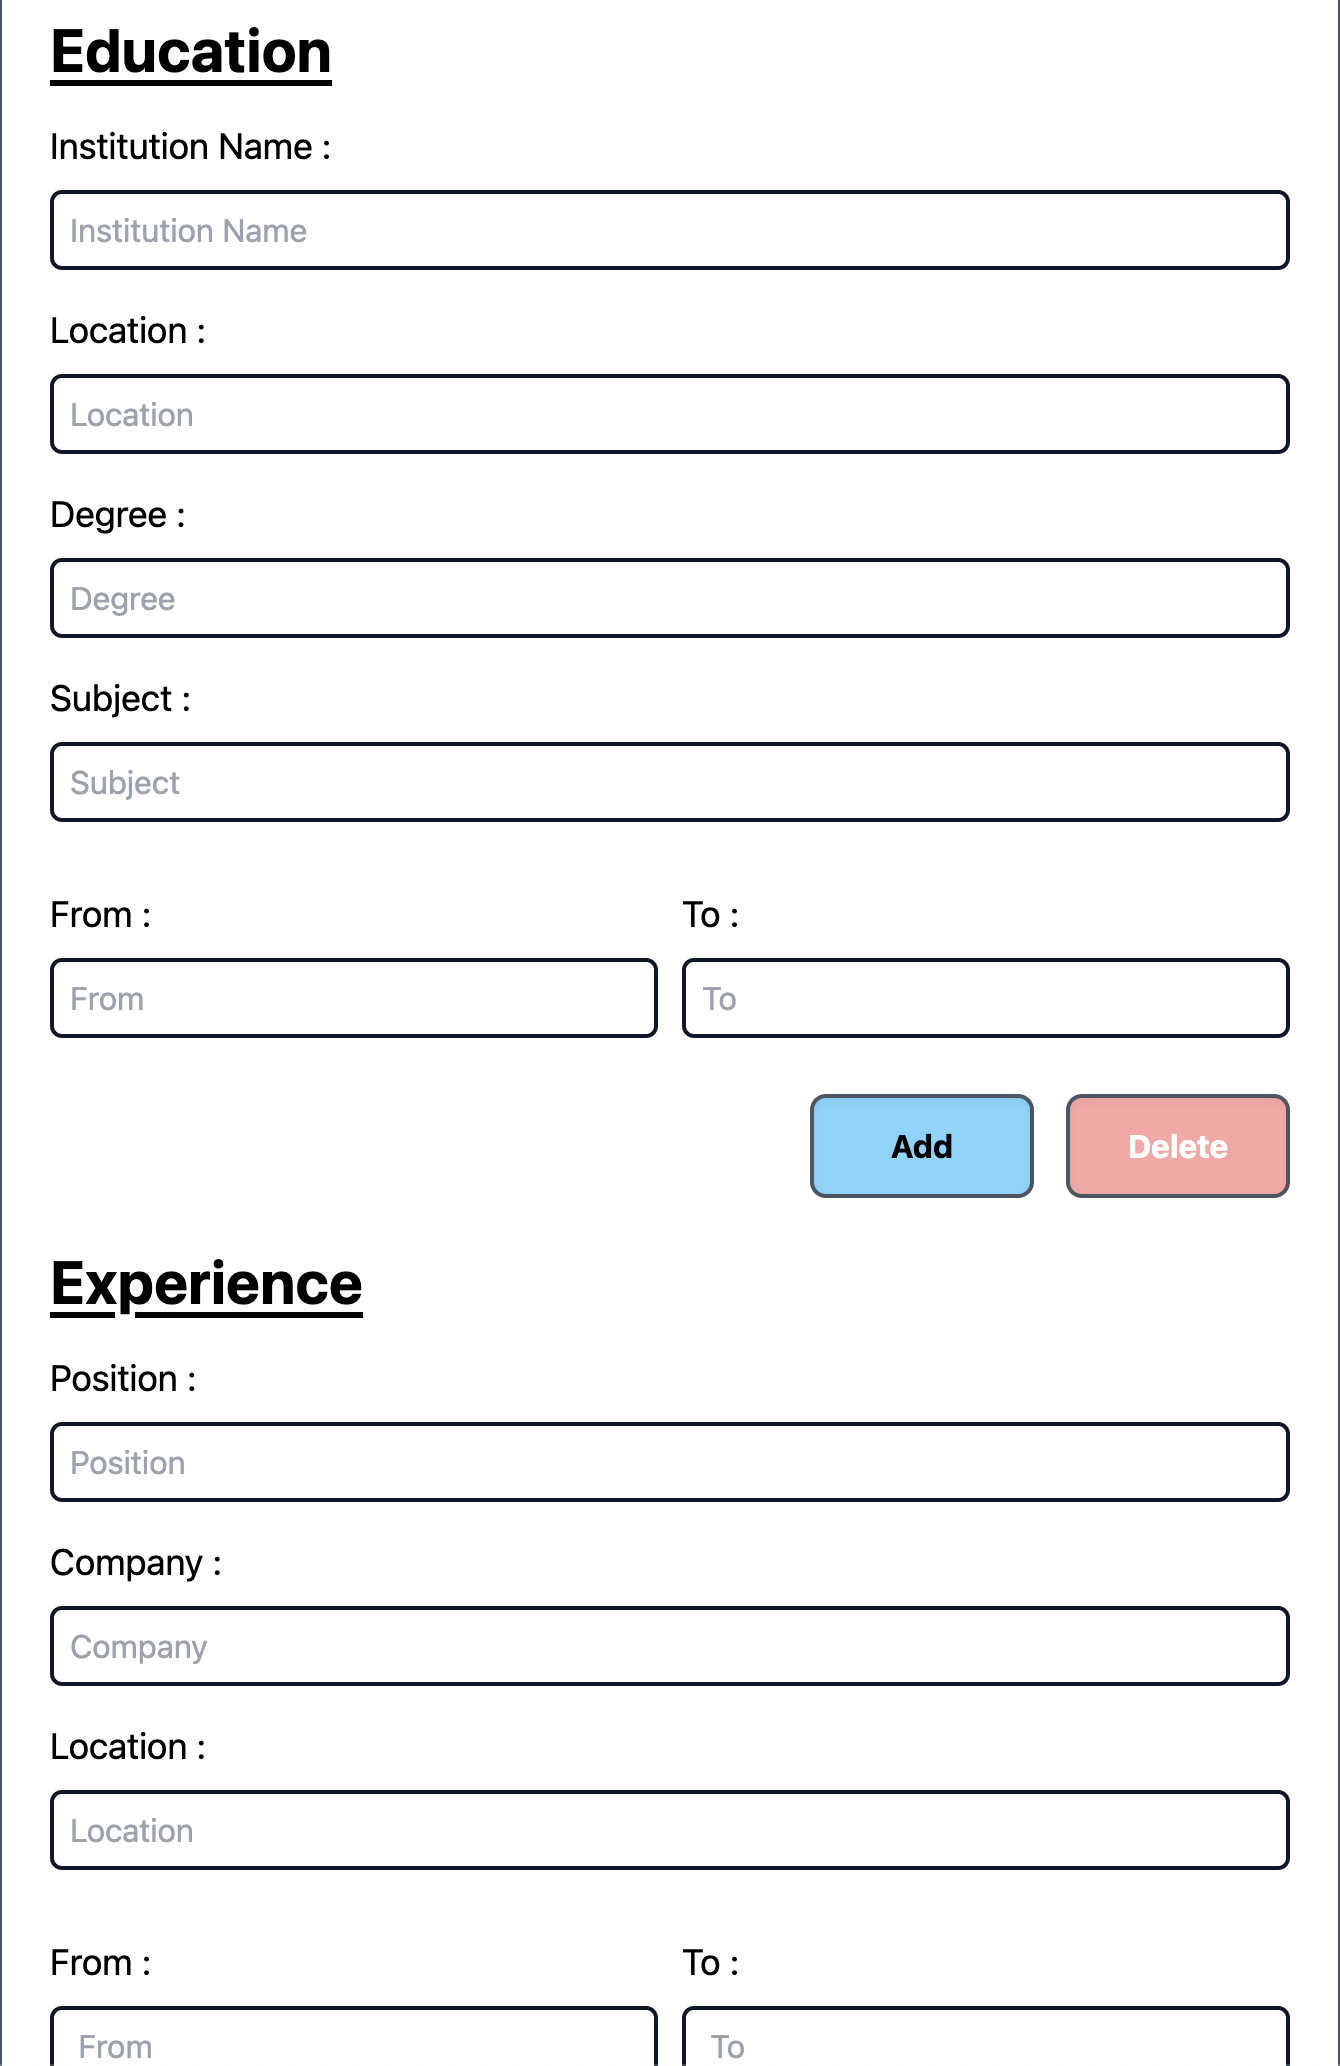 Education
Institution Name :
Institution Name
Location :
Location
Degree :
Degree
Subject :
Subject
From : To :
From To
Add Delete
Experience
Position :
Position
Company :
Company
Location :
Location
From : To :
From To